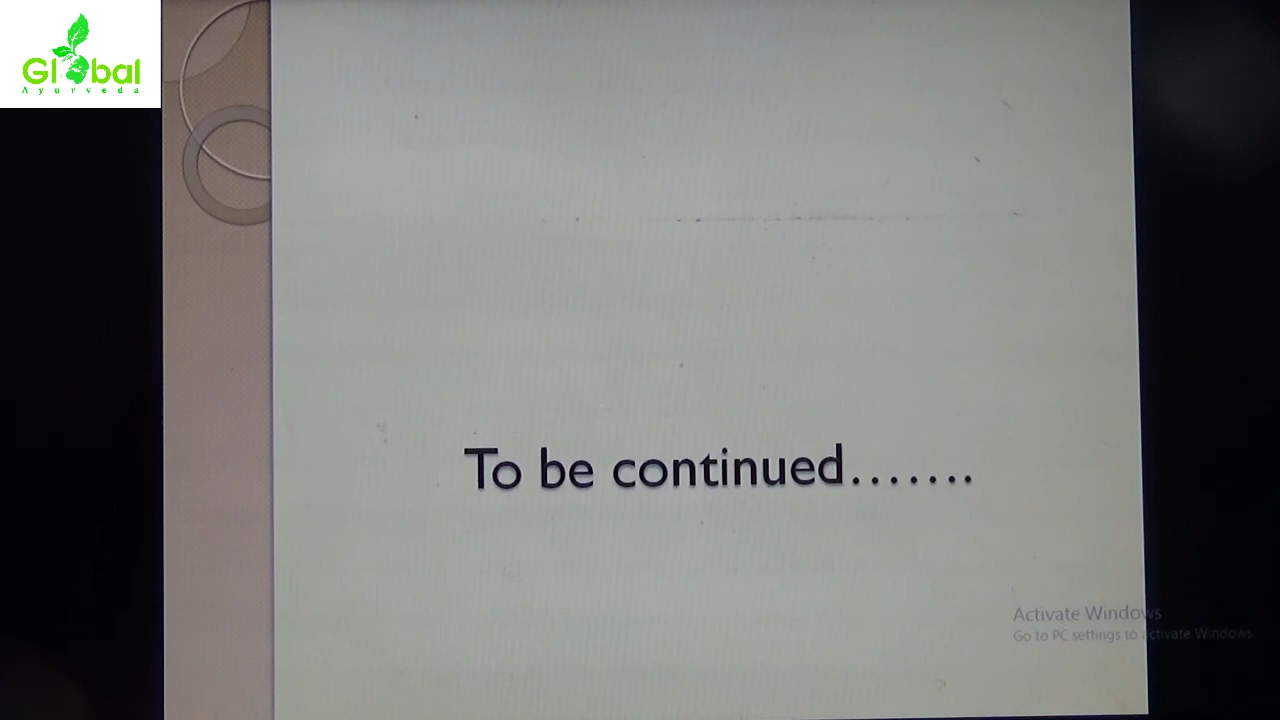 Global
Ayurveda
To be continued.......
Activate Windows
Go to PC settings to activate Windows.